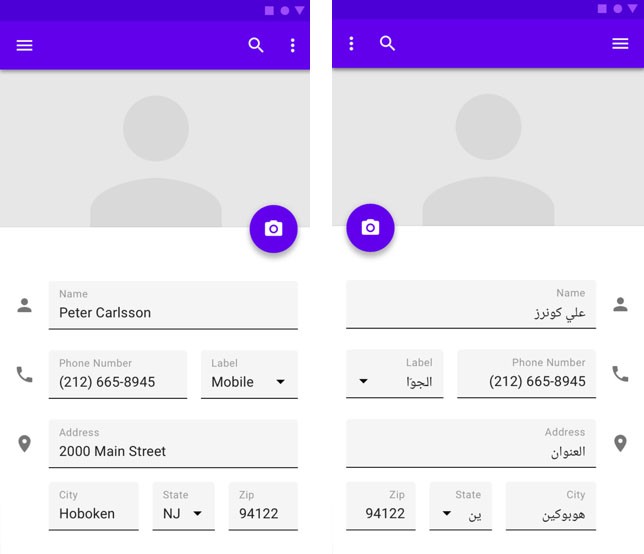 Name
Peter Carlsson
Phone Number
(212) 665-8945
Label
Mobile
Address
2000 Main Street
City
Hoboken
State
NJ
Zip
94122
Name
علي كونرز
Phone Number
(212) 665-8945
Label
الجوّا
Address
العنوان
City
هوبوكين
State
ين
Zip
94122